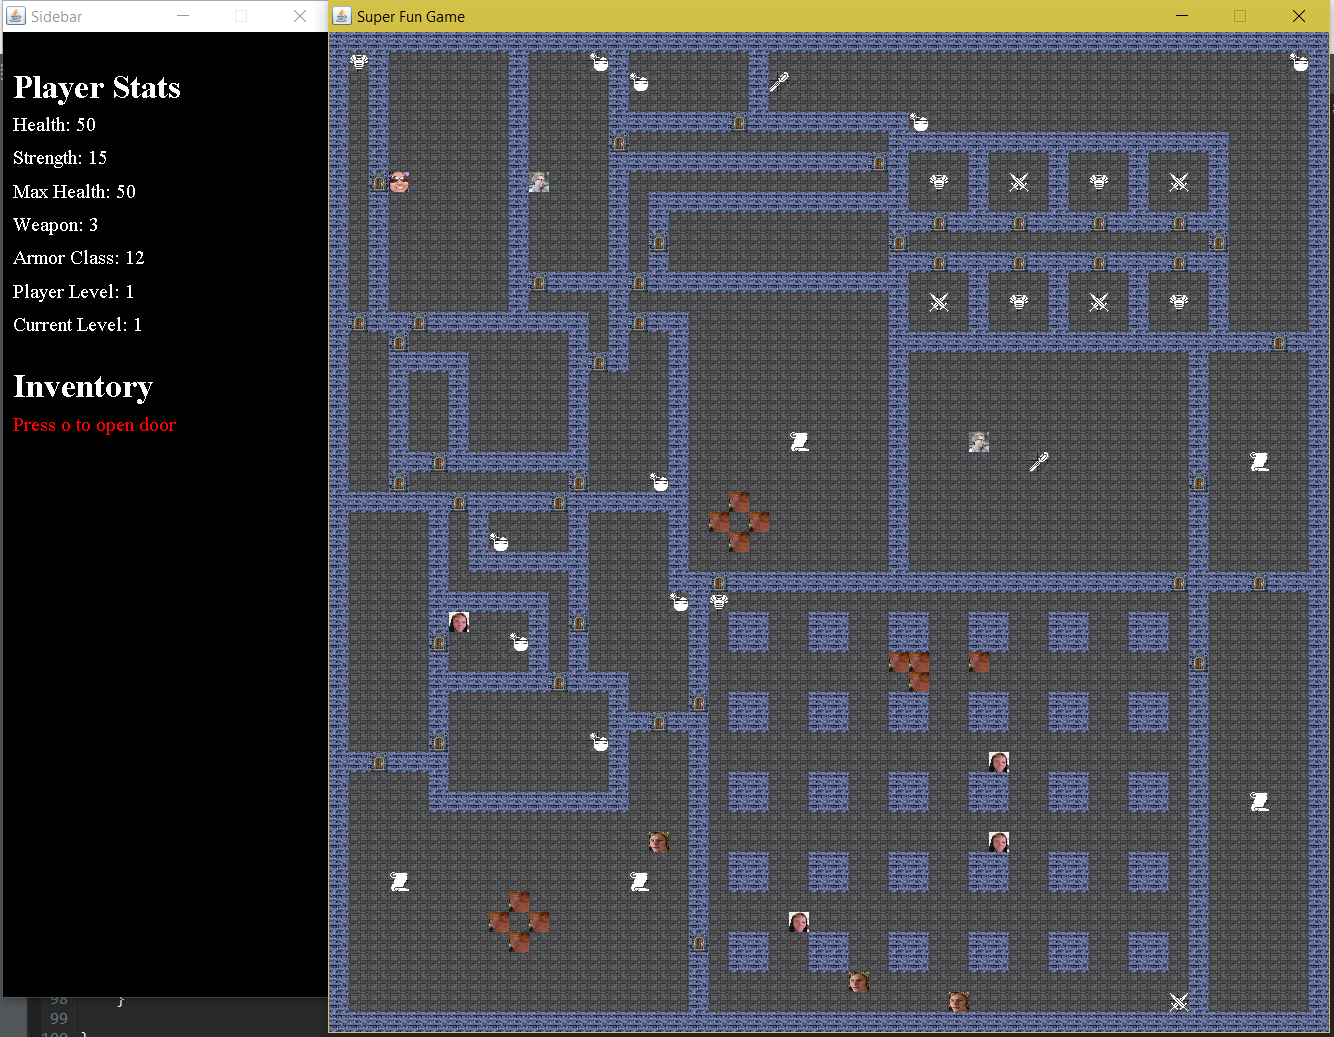 Sidebar
Super Fun Game
Player Stats
Health: 50
Strength: 15
Max Health: 50
Weapon: 3
Armor Class: 12
Player Level: 1
Current Level: 1
Inventory
Press o to open door
98 }
99